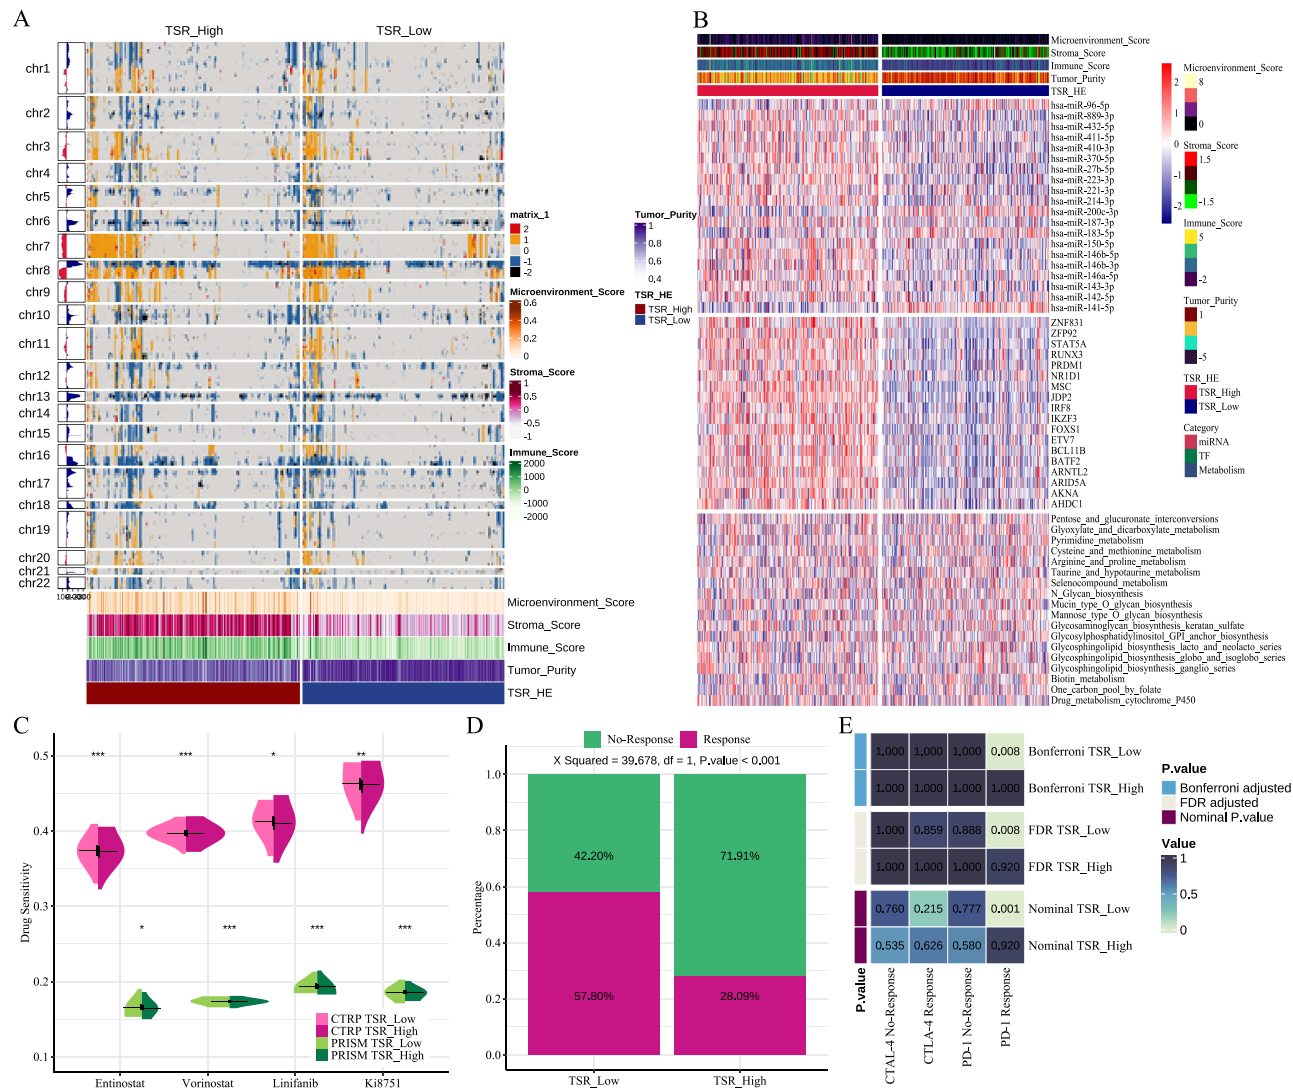 A
TSR_High
TSR_Low
chr1
chr2
chr3
chr4
chr5
chr6
chr7
chr8
chr9
chr10
chr11
chr12
chr13
chr14
chr15
chr16
chr17
chr18
chr19
chr20
chr21
chr22
Microenvironment_Score
Stroma_Score
Immune_Score
Tumor_Purity
TSR_HE
matrix_1
2
1
0
-1
-2
Microenvironment_Score
0.6
0.4
0.2
0
Stroma_Score
1
0.5
0
-0.5
-1
Immune_Score
2000
1000
0
-1000
-2000
Tumor_Purity
1
0.8
0.6
0.4
TSR_HE
TSR_High
TSR_Low
B
Microenvironment_Score
Stroma_Score
Immune_Score
Tumor_Purity
TSR_HE
hsa-miR-96-5p
hsa-miR-889-3p
hsa-miR-432-5p
hsa-miR-411-5p
hsa-miR-410-3p
hsa-miR-370-5p
hsa-miR-27b-5p
hsa-miR-223-3p
hsa-miR-221-3p
hsa-miR-214-3p
hsa-miR-200c-3p
hsa-miR-187-3p
hsa-miR-183-5p
hsa-miR-150-5p
hsa-miR-146b-5p
hsa-miR-146b-3p
hsa-miR-146a-5p
hsa-miR-143-3p
hsa-miR-142-5p
hsa-miR-141-5p
ZNF831
ZFP92
STAT5A
RUNX3
PRDM1
NR1D1
MSC
JDP2
IRF8
IKZF3
FOXS1
ETV7
BCL11B
BATF2
ARNTL2
ARID5A
AKNA
AHDC1
Pentose_and_glucuronate_interconversions
Glyoxylate_and_dicarboxylate_metabolism
Pyrimidine_metabolism
Cysteine_and_methionine_metabolism
Arginine_and_proline_metabolism
Taurine_and_hypotaurine_metabolism
Selenocompound_metabolism
N_Glycan_biosynthesis
Mucin_type_O_glycan_biosynthesis
Mannose_type_O_glycan_biosynthesis
Glycosaminoglycan_biosynthesis_keratan_sulfate
Glycosylphosphatidylinositol_GPI_anchor_biosynthesis
Glycosphingolipid_biosynthesis_lacto_and_neolacto_series
Glycosphingolipid_biosynthesis_globo_and_isoglobo_series
Glycosphingolipid_biosynthesis_ganglio_series
Biotin_metabolism
One_carbon_pool_by_folate
Drug_metabolism_cytochrome_P450
2
1
0
-1
-2
Microenvironment_Score
8
0
Stroma_Score
1.5
-1.5
Immune_Score
5
-2
Tumor_Purity
1
-5
TSR_HE
TSR_High
TSR_Low
Category
miRNA
TF
Metabolism
C
Drug Sensitivity
0.5
0.4
0.3
0.2
0.1
*** *** * **
* *** *** ***
CTRP TSR_Low
CTRP TSR_High
PRISM TSR_Low
PRISM TSR_High
Entinostat Vorinostat Linifanib Ki8751
D
No-Response Response
X Squared = 39.678, df = 1, P.value < 0.001
Percentage
1.0
0.8
0.6
0.4
0.2
0.0
42.20% 71.91%
57.80% 28.09%
TSR_Low TSR_High
E
1.000 1.000 1.000 0.008 Bonferroni TSR_Low
1.000 1.000 1.000 1.000 Bonferroni TSR_High
1.000 0.859 0.888 0.008 FDR TSR_Low
1.000 1.000 1.000 0.920 FDR TSR_High
0.760 0.215 0.777 0.001 Nominal TSR_Low
0.535 0.626 0.580 0.920 Nominal TSR_High
P.value
CTAL-4 No-Response
CTLA-4 Response
PD-1 No-Response
PD-1 Response
P.value
Bonferroni adjusted
FDR adjusted
Nominal P.value
Value
1
0.5
0